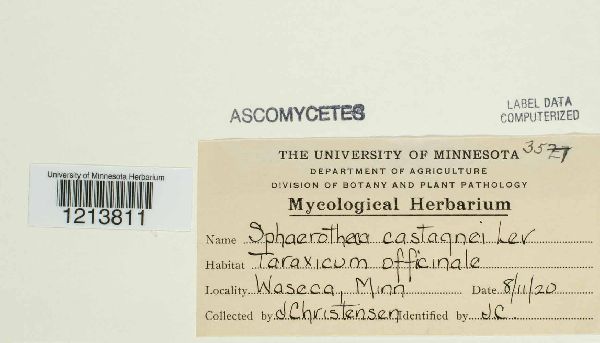 ASCOMYCETES
LABEL DATA
COMPUTERIZED
University of Minnesota Herbarium
1213811
THE UNIVERSITY OF MINNESOTA
DEPARTMENT OF AGRICULTURE
DIVISION OF BOTANY AND PLANT PATHOLOGY
Mycological Herbarium
Name Sphaerotheca castagnei Lev
Habitat Taraxicum officinale
Locality Waseca, Minn Date 8/11/20
Collected by J Christensen Identified by JC.